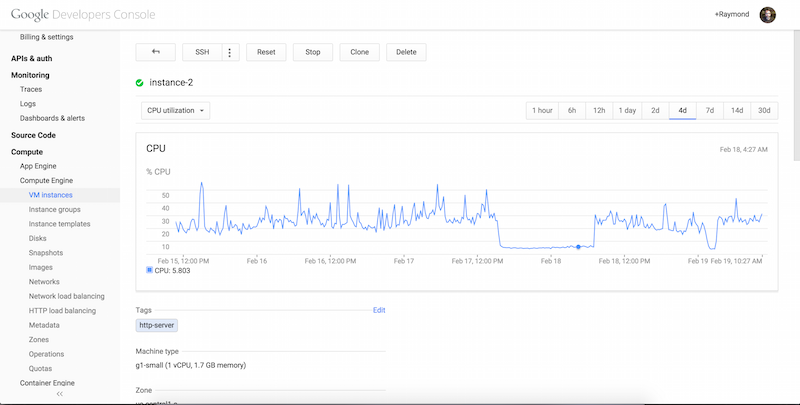 Google Developers Console
+Raymond
Billing & settings
APIs & auth
Monitoring
Traces
Logs
Dashboards & alerts
Source Code
Compute
App Engine
Compute Engine
VM instances
Instance groups
Instance templates
Disks
Snapshots
Images
Networks
Network load balancing
HTTP load balancing
Metadata
Zones
Operations
Quotas
Container Engine
<<
SSH
Reset
Stop
Clone
Delete
instance-2
CPU utilization
1 hour
6h
12h
1 day
2d
4d
7d
14d
30d
CPU
Feb 18, 4:27 AM
% CPU
50
40
30
20
10
Feb 15, 12:00 PM
Feb 16
Feb 16, 12:00 PM
Feb 17
Feb 17, 12:00 PM
Feb 18
Feb 18, 12:00 PM
Feb 19
Feb 19, 10:27 AM
CPU: 5.803
Tags
Edit
http-server
Machine type
g1-small (1 vCPU, 1.7 GB memory)
Zone